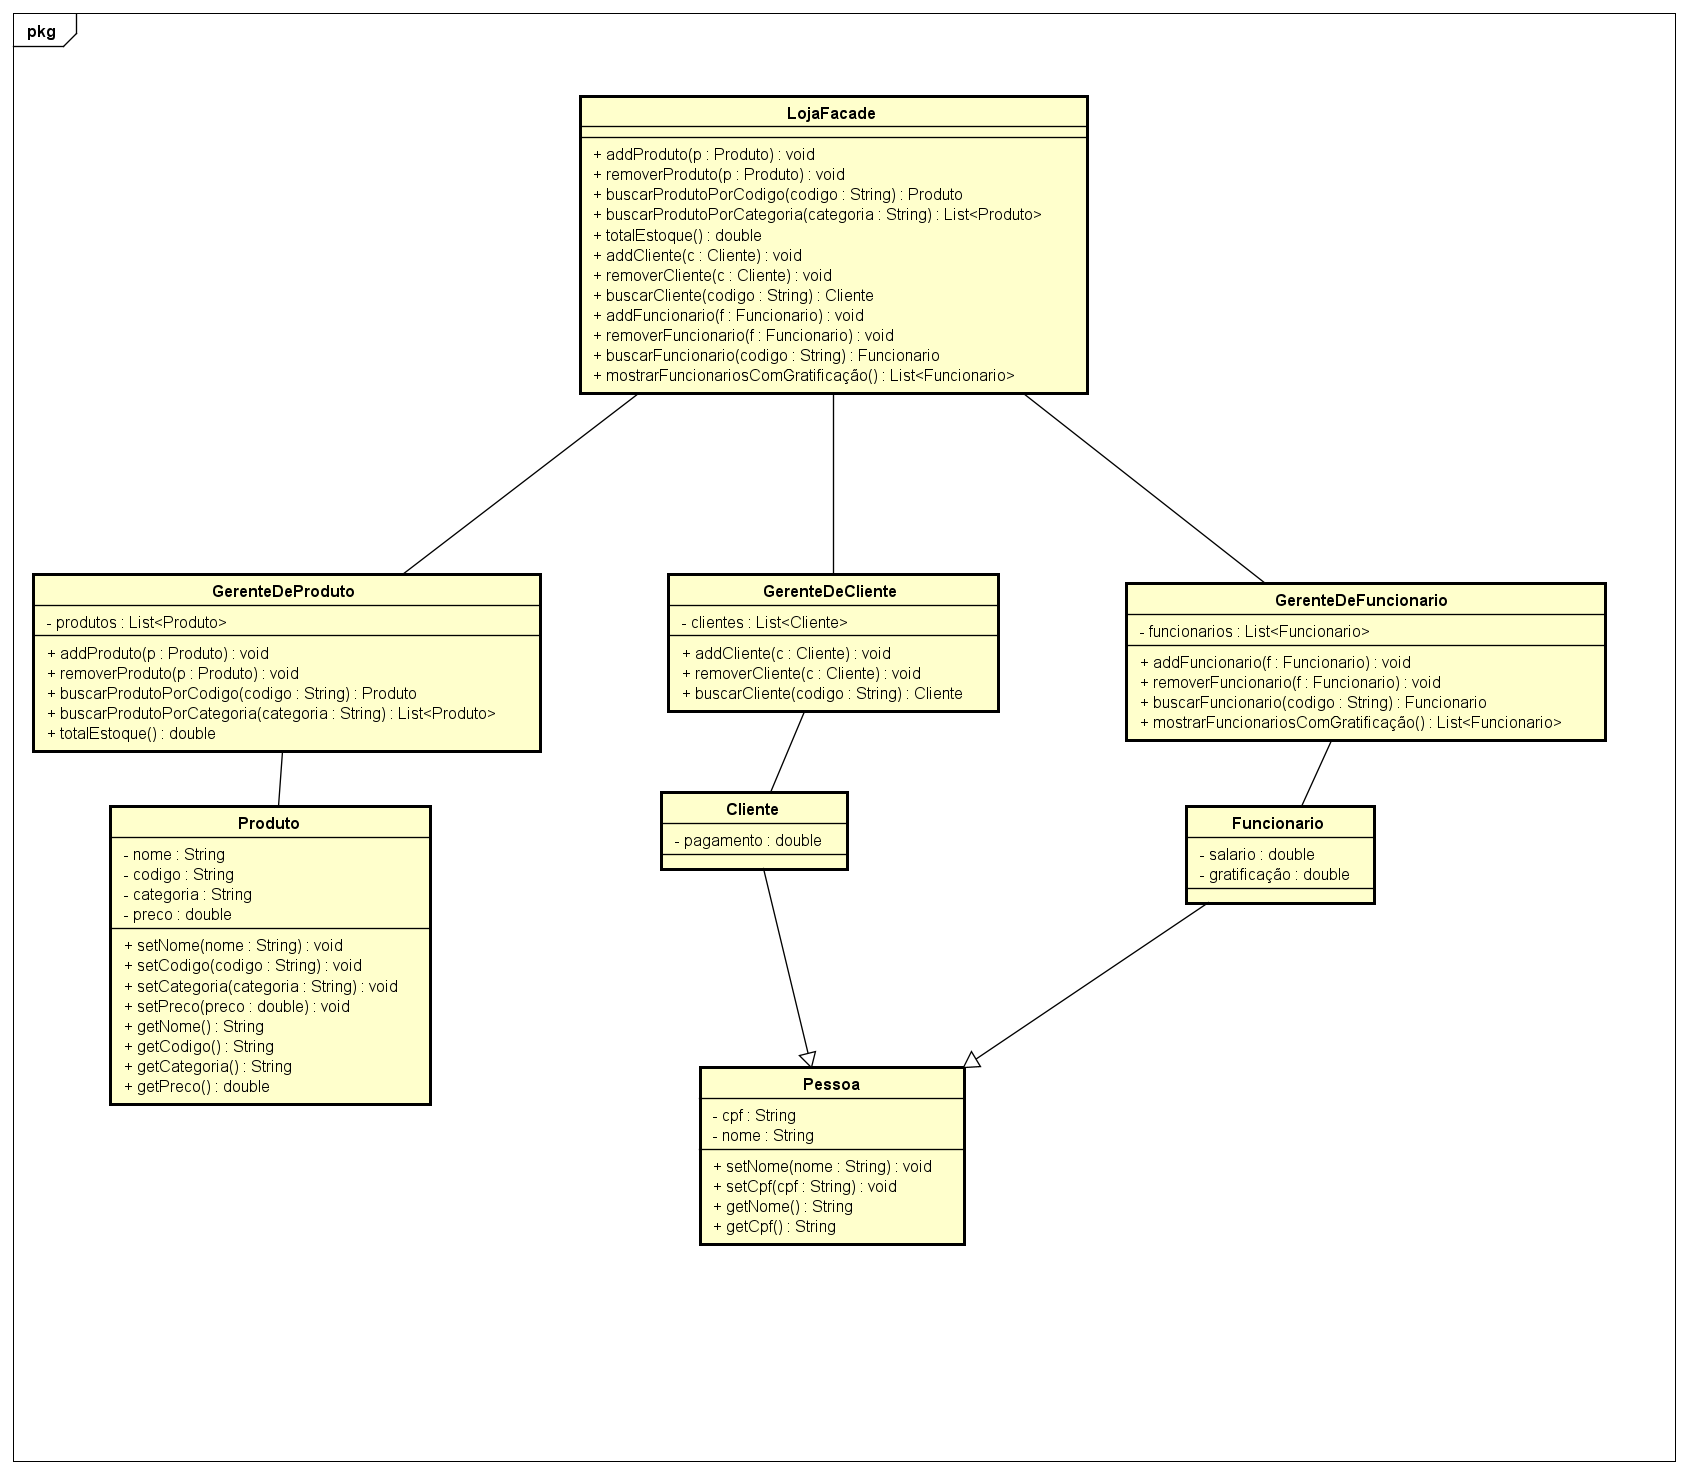 pkg
LojaFacade
+ addProduto(p : Produto) : void
+ removerProduto(p : Produto) : void
+ buscarProdutoPorCodigo(codigo : String) : Produto
+ buscarProdutoPorCategoria(categoria : String) : List<Produto>
+ totalEstoque() : double
+ addCliente(c : Cliente) : void
+ removerCliente(c : Cliente) : void
+ buscarCliente(codigo : String) : Cliente
+ addFuncionario(f : Funcionario) : void
+ removerFuncionario(f : Funcionario) : void
+ buscarFuncionario(codigo : String) : Funcionario
+ mostrarFuncionariosComGratificação() : List<Funcionario>
GerenteDeProduto
- produtos : List<Produto>
+ addProduto(p : Produto) : void
+ removerProduto(p : Produto) : void
+ buscarProdutoPorCodigo(codigo : String) : Produto
+ buscarProdutoPorCategoria(categoria : String) : List<Produto>
+ totalEstoque() : double
GerenteDeCliente
- clientes : List<Cliente>
+ addCliente(c : Cliente) : void
+ removerCliente(c : Cliente) : void
+ buscarCliente(codigo : String) : Cliente
GerenteDeFuncionario
- funcionarios : List<Funcionario>
+ addFuncionario(f : Funcionario) : void
+ removerFuncionario(f : Funcionario) : void
+ buscarFuncionario(codigo : String) : Funcionario
+ mostrarFuncionariosComGratificação() : List<Funcionario>
Produto
- nome : String
- codigo : String
- categoria : String
- preco : double
+ setNome(nome : String) : void
+ setCodigo(codigo : String) : void
+ setCategoria(categoria : String) : void
+ setPreco(preco : double) : void
+ getNome() : String
+ getCodigo() : String
+ getCategoria() : String
+ getPreco() : double
Cliente
- pagamento : double
Funcionario
- salario : double
- gratificação : double
Pessoa
- cpf : String
- nome : String
+ setNome(nome : String) : void
+ setCpf(cpf : String) : void
+ getNome() : String
+ getCpf() : String